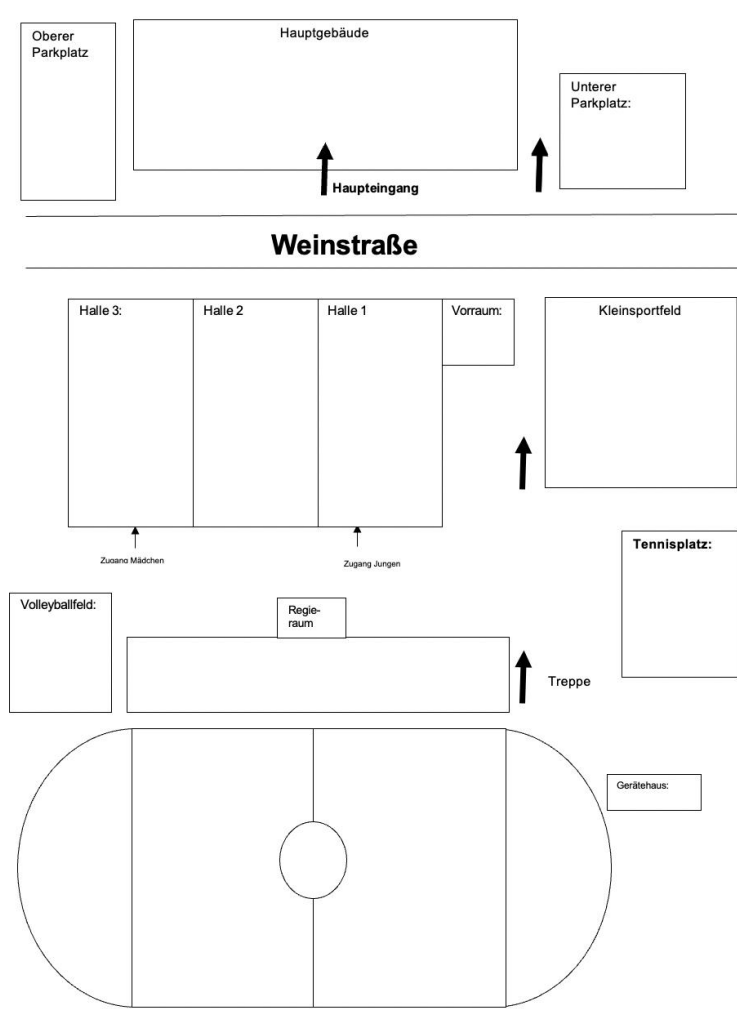 Oberer
Parkplatz
Hauptgebäude
Unterer
Parkplatz:
Haupteingang
Weinstraße
Halle 3:
Halle 2
Halle 1
Vorraum:
Kleinsportfeld
Zugang Mädchen
Zugang Jungen
Tennisplatz:
Volleyballfeld:
Regie-
raum
Treppe
Gerätehaus: